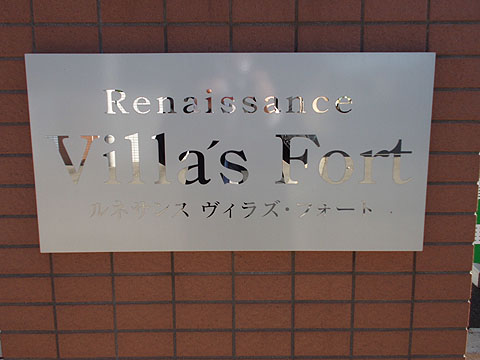 Renaissance
Villa's Fort
ルネサンス ヴィラズ・フォート